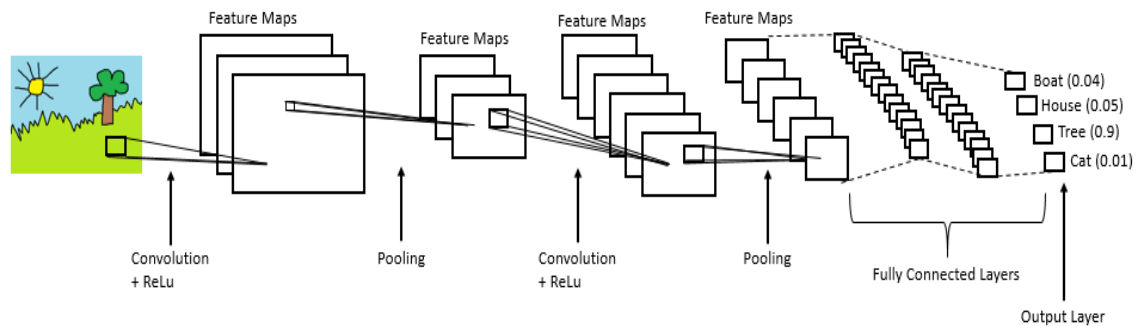 Feature Maps
Feature Maps
Feature Maps
Feature Maps
Boat (0.04)
House (0.05)
Tree (0.9)
Cat (0.01)
Convolution
+ ReLu
Pooling
Convolution
+ ReLu
Pooling
Fully Connected Layers
Output Layer